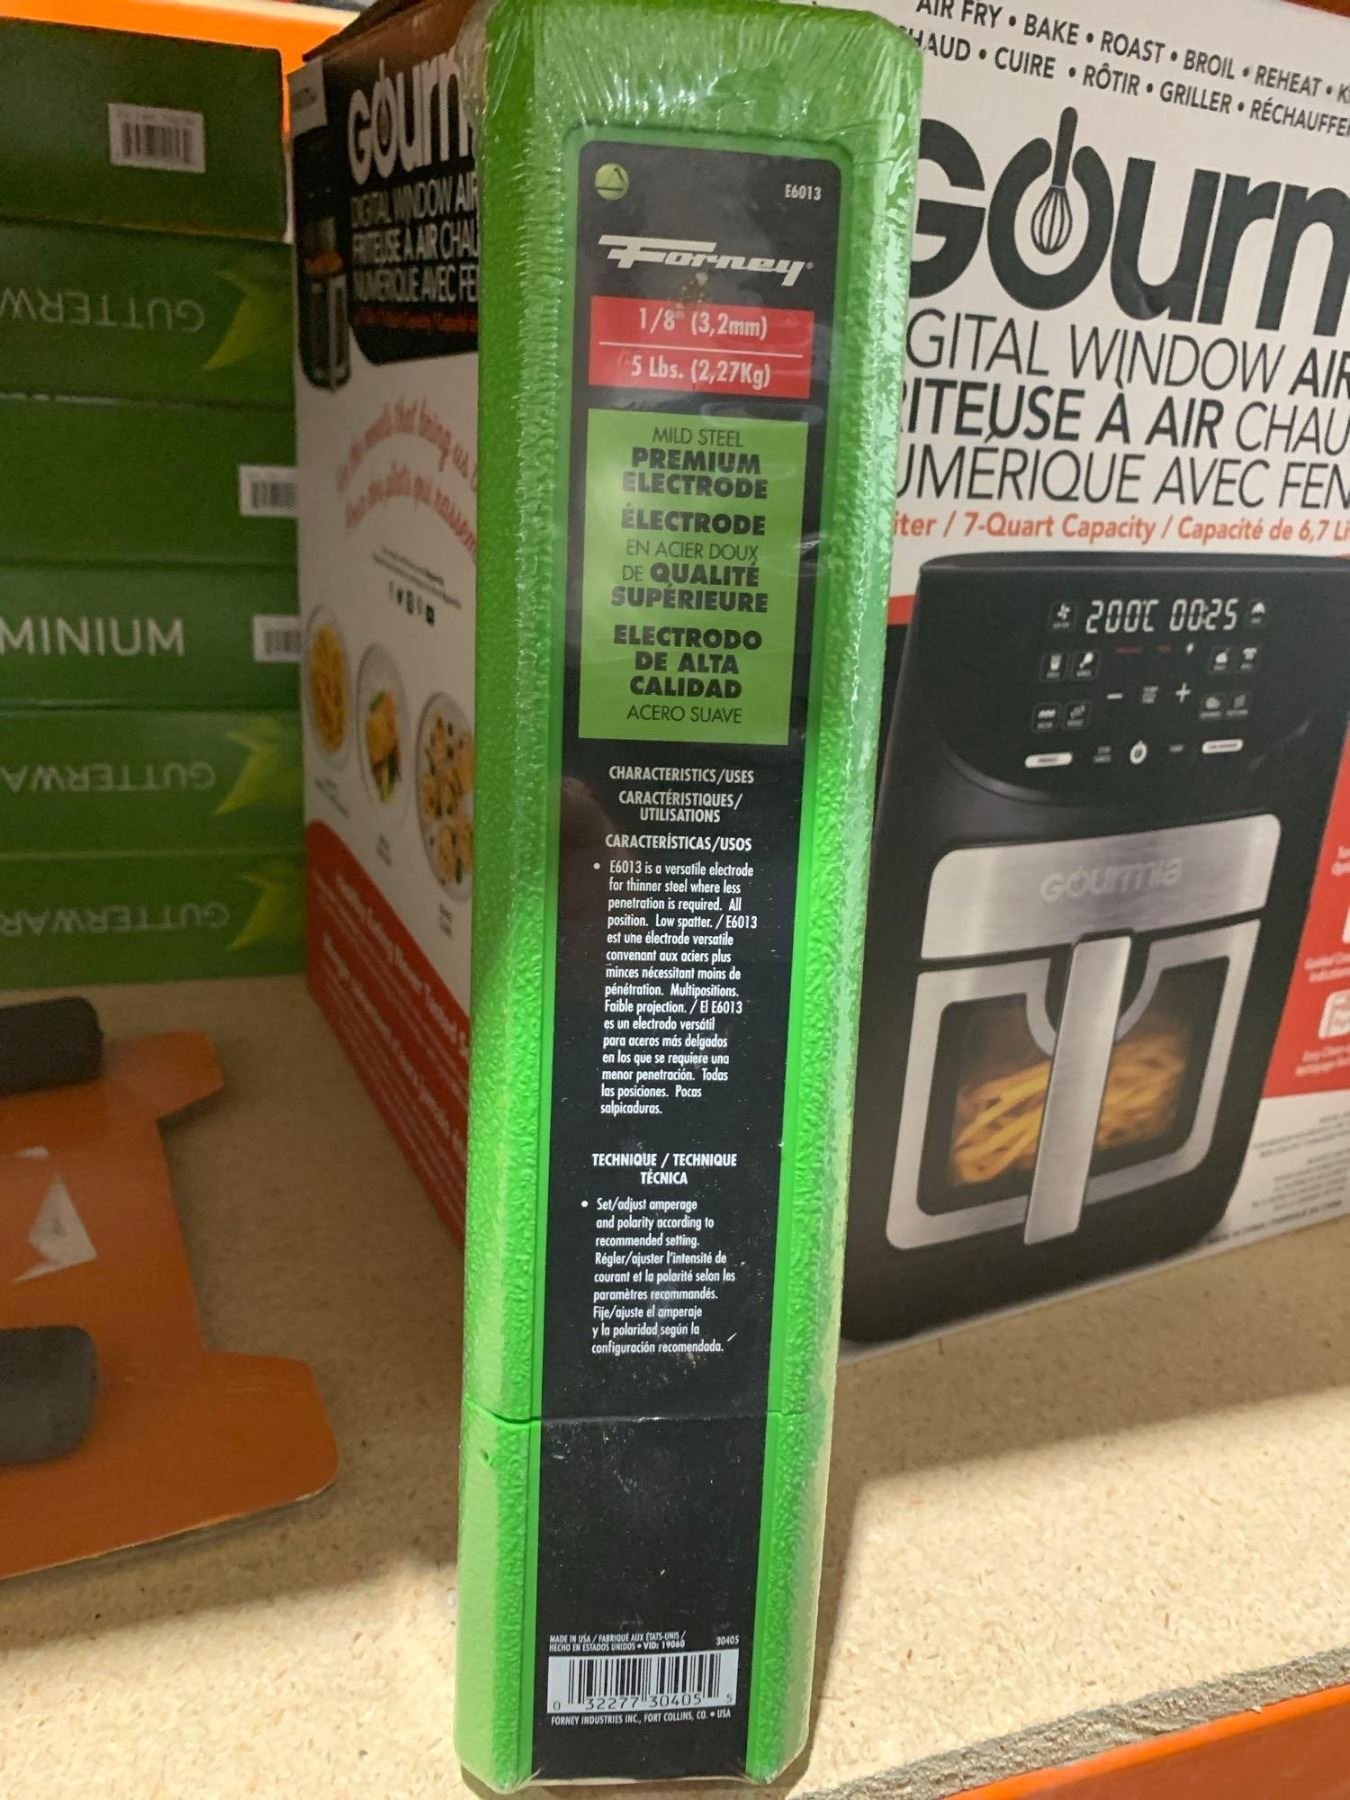 E6013
Forney
1/8" (3,2mm)
5 Lbs. (2,27Kg)
MILD STEEL
PREMIUM
ELECTRODE
ÉLECTRODE
EN ACIER DOUX
DE QUALITÉ
SUPÉRIEURE
ELECTRODO
DE ALTA
CALIDAD
ACERO SUAVE
CHARACTERISTICS/USES
CARACTÉRISTIQUES/
UTILISATIONS
CARACTERÍSTICAS/USOS
• E6013 is a versatile electrode
for thinner steel where less
penetration is required. All
position. Low spatter. / E6013
est une électrode versatile
convenant aux aciers plus
minces nécessitant moins de
pénétration. Multipositions.
Faible projection. / El E6013
es un electrodo versátil
para aceros más delgados
en los que se requiere una
menor penetración. Todas
las posiciones. Pocas
salpicaduras.
TECHNIQUE / TECHNIQUE
TÉCNICA
• Set/adjust amperage
and polarity according to
recommended setting.
Régler/ajuster l'intensité de
courant et la polarité selon les
paramètres recommandés.
Fije/ajuste el amperaje
y la polaridad según la
configuración recomendada.
MADE IN USA / FABRIQUÉ AUX ÉTATS-UNIS /
HECHO EN ESTADOS UNIDOS • VID: 19060 30405
0 32277 30405 5
FORNEY INDUSTRIES INC., FORT COLLINS, CO. • USA
AIR FRY • BAKE • ROAST • BROIL • REHEAT •
CHAUD • CUIRE • RÔTIR • GRILLER • RÉCHAUFFE
Gourm
GITAL WINDOW AIR
RITEUSE À AIR CHAU
UMÉRIQUE AVEC FEN
iter / 7-Quart Capacity / Capacité de 6,7 Li
200°C 00:25
Gourmia
Gourm
DIGITAL WINDOW AIR
FRITEUSE À AIR CHAU
NUMÉRIQUE AVEC FE
GUTTERWA
MINIUM
GUTTERWA
GUTTERWAR